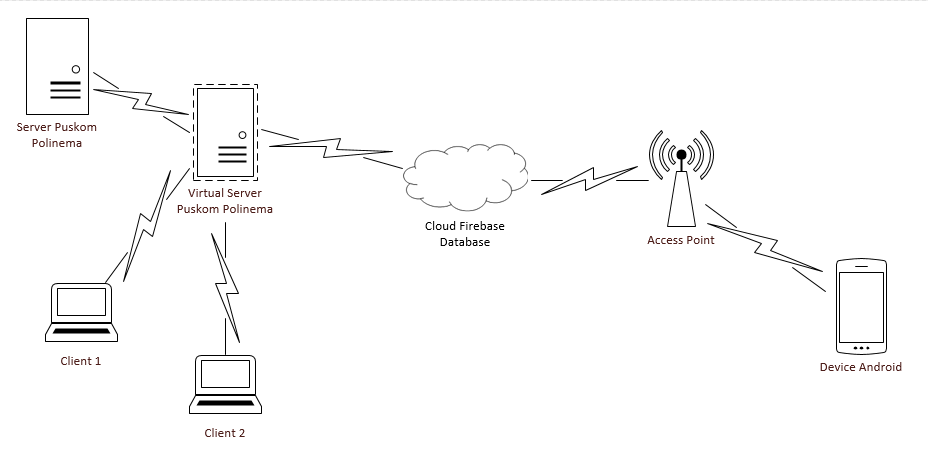 Server Puskom
Polinema
Virtual Server
Puskom Polinema
Cloud Firebase
Database
Access Point
Client 1
Device Android
Client 2